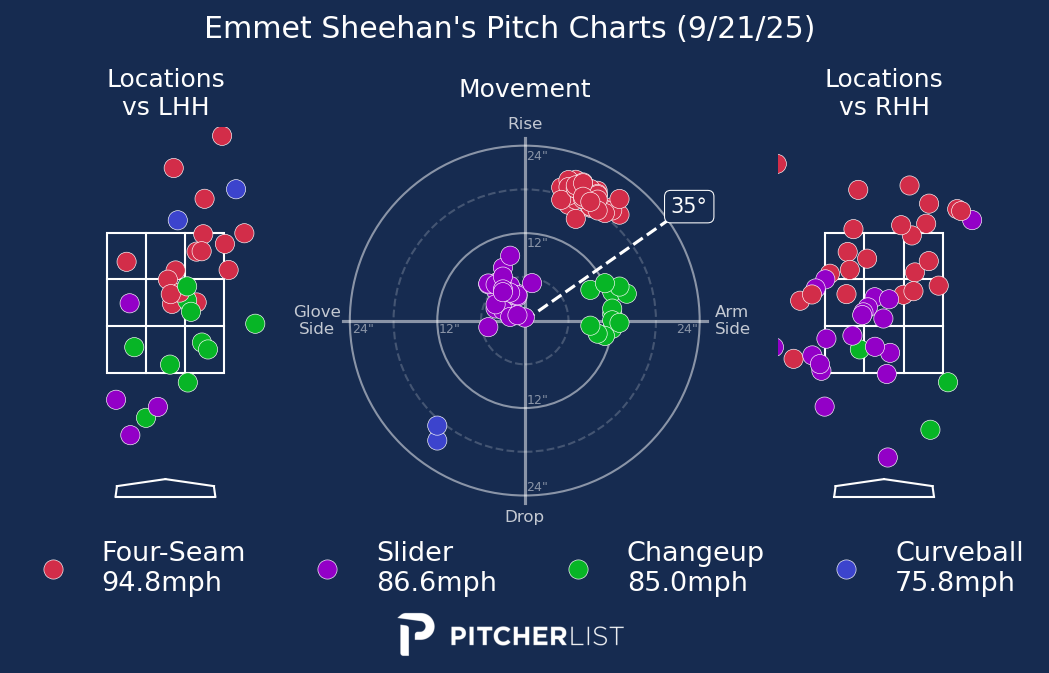 Emmet Sheehan's Pitch Charts (9/21/25)
Locations
vs LHH
Movement
Locations
vs RHH
Rise
24"
35°
12"
Glove
Side
24"
12"
24"
Arm
Side
12"
24"
Drop
Four-Seam
94.8mph
Slider
86.6mph
Changeup
85.0mph
Curveball
75.8mph
PITCHERLIST